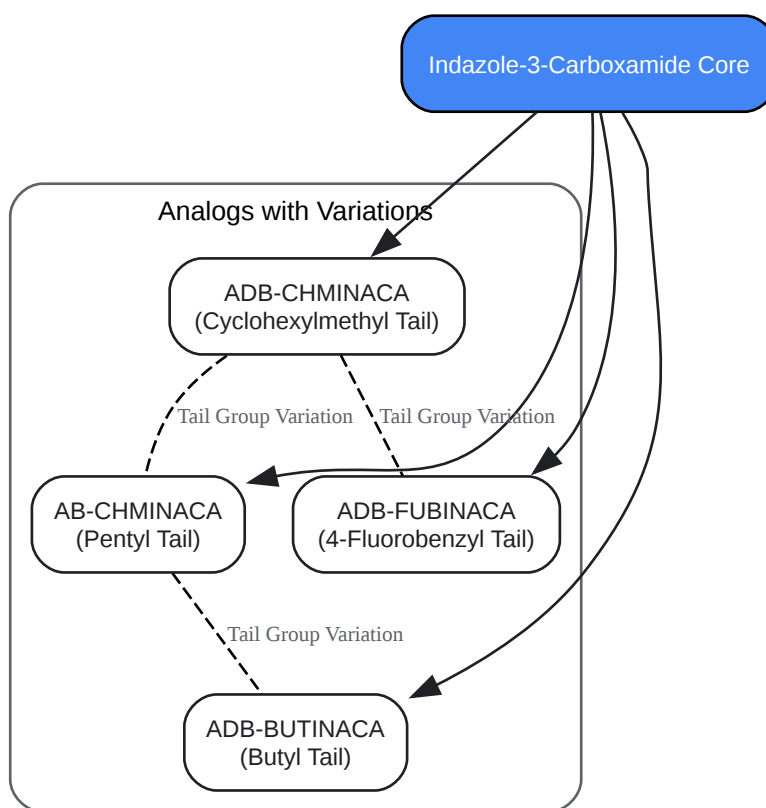 Indazole-3-Carboxamide Core
Analogs with Variations
ADB-CHMINACA
(Cyclohexylmethyl Tail)
Tail Group Variation
Tail Group Variation
AB-CHMINACA
(Pentyl Tail)
ADB-FUBINACA
(4-Fluorobenzyl Tail)
Tail Group Variation
ADB-BUTINACA
(Butyl Tail)